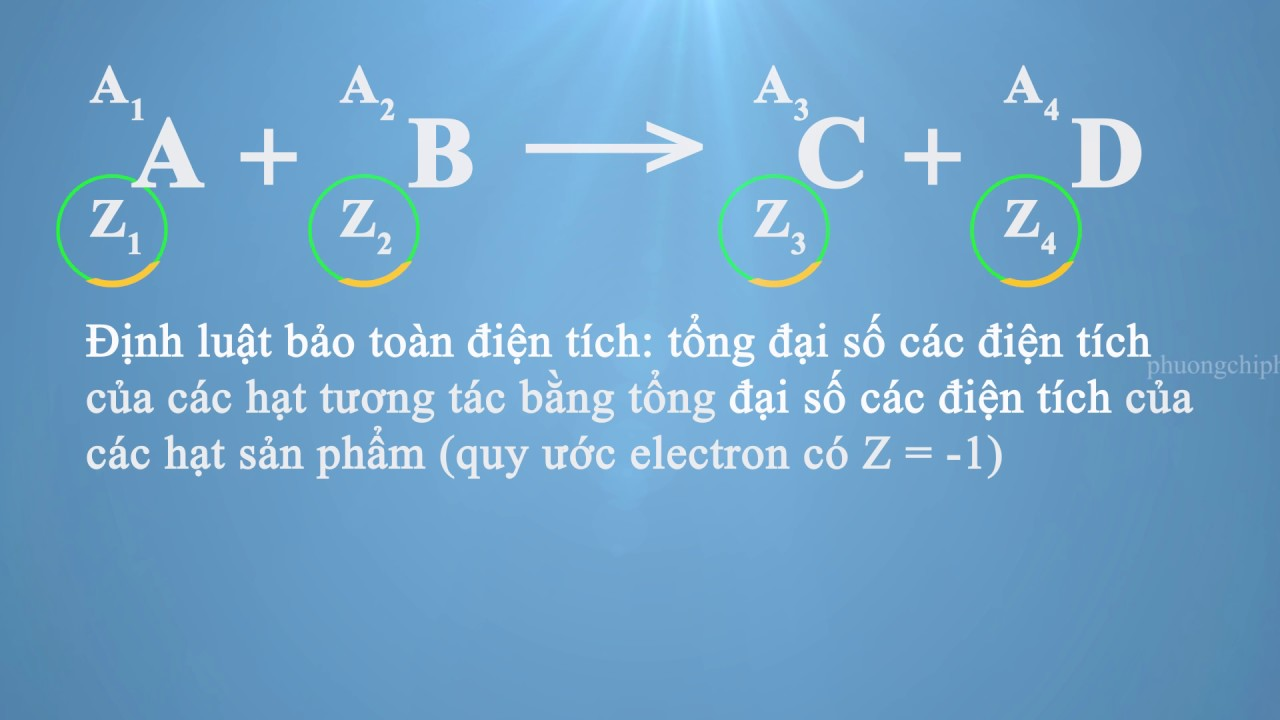 A₁ A₂ A₃ A₄
A + B → C + D
Z₁ Z₂ Z₃ Z₄
Định luật bảo toàn điện tích: tổng đại số các điện tích
phuongchiph
của các hạt tương tác bằng tổng đại số các điện tích của
các hạt sản phẩm (quy ước electron có Z = -1)